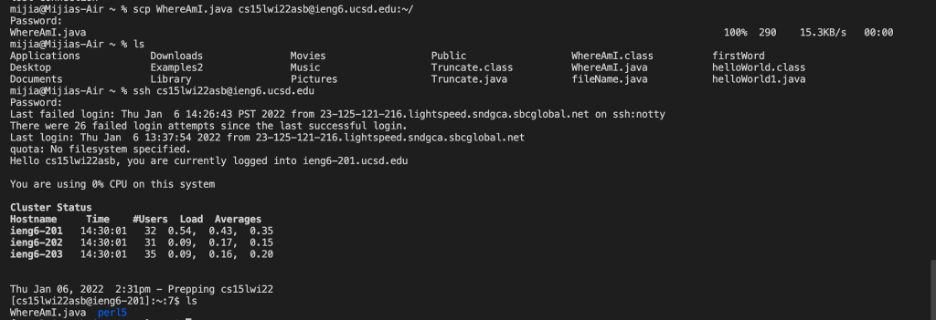 mijia@Mijias-Air ~ % scp WhereAmI.java cs15lwi22asb@ieng6.ucsd.edu:~/
Password:
WhereAmI.java 100% 290 15.3KB/s 00:00
mijia@Mijias-Air ~ % ls
Applications Downloads Movies Public WhereAmI.class firstWord
Desktop Examples2 Music Truncate.class WhereAmI.java helloWorld.class
Documents Library Pictures Truncate.java fileName.java helloWorld1.java
mijia@Mijias-Air ~ % ssh cs15lwi22asb@ieng6.ucsd.edu
Password:
Last failed login: Thu Jan  6 14:26:43 PST 2022 from 23-125-121-216.lightspeed.sndgca.sbcglobal.net on ssh:notty
There were 26 failed login attempts since the last successful login.
Last login: Thu Jan  6 13:37:54 2022 from 23-125-121-216.lightspeed.sndgca.sbcglobal.net
quota: No filesystem specified.
Hello cs15lwi22asb, you are currently logged into ieng6-201.ucsd.edu
You are using 0% CPU on this system
Cluster Status
Hostname Time #Users Load Averages
ieng6-201 14:30:01 32 0.54, 0.43, 0.35
ieng6-202 14:30:01 31 0.09, 0.17, 0.15
ieng6-203 14:30:01 35 0.09, 0.16, 0.20
Thu Jan 06, 2022  2:31pm - Prepping cs15lwi22
[cs15lwi22asb@ieng6-201]:~:7$ ls
WhereAmI.java perl5